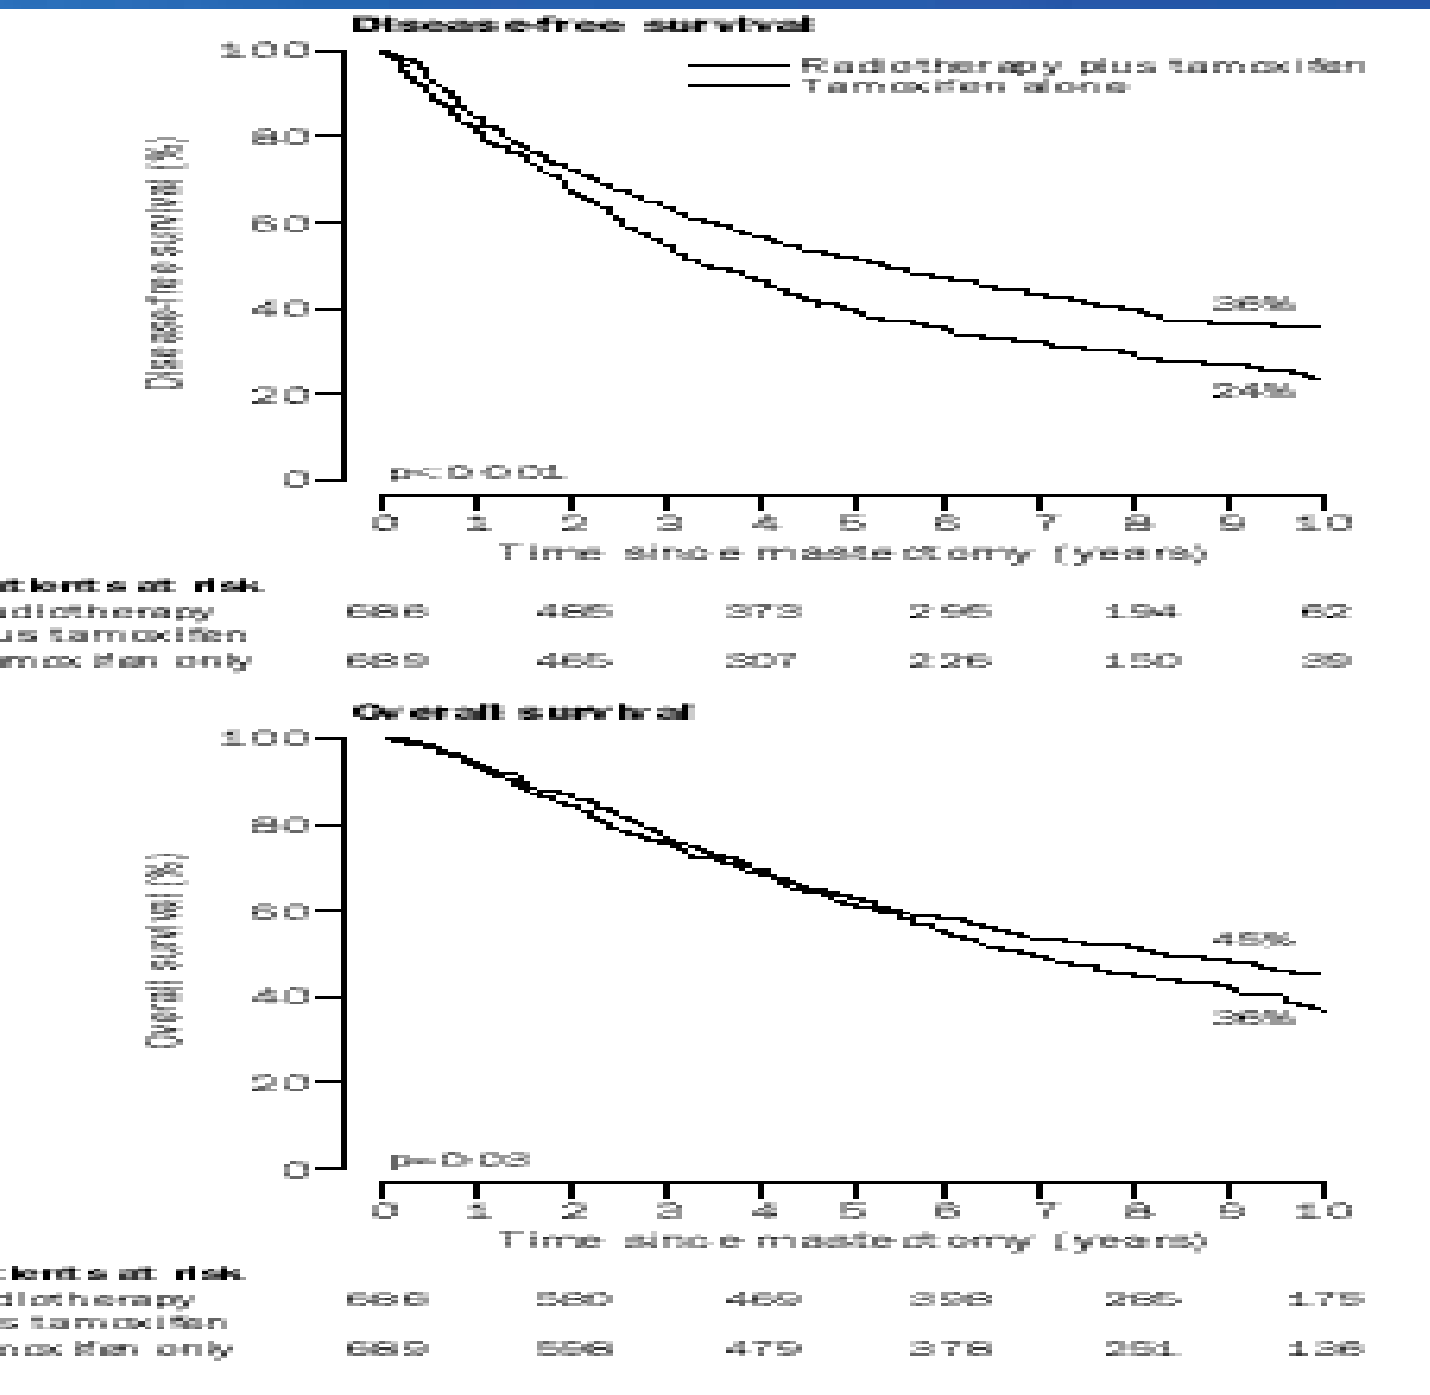 Disease-free survival
100
Radiotherapy plus tamoxifen
Tamoxifen alone
80
60
40
20
0
Disease-free survival (%)
36%
24%
p<0·001
0 1 2 3 4 5 6 7 8 9 10
Time since mastectomy (years)
atients at risk
adiotherapy 686 485 373 295 194 62
us tamoxifen
amoxifen only 689 465 307 226 150 39
Overall survival
100
80
60
40
20
0
Overall survival (%)
45%
36%
p=0·03
0 1 2 3 4 5 6 7 8 9 10
Time since mastectomy (years)
tients at risk
diotherapy 686 580 469 398 265 175
s tamoxifen
moxifen only 689 598 479 378 251 136